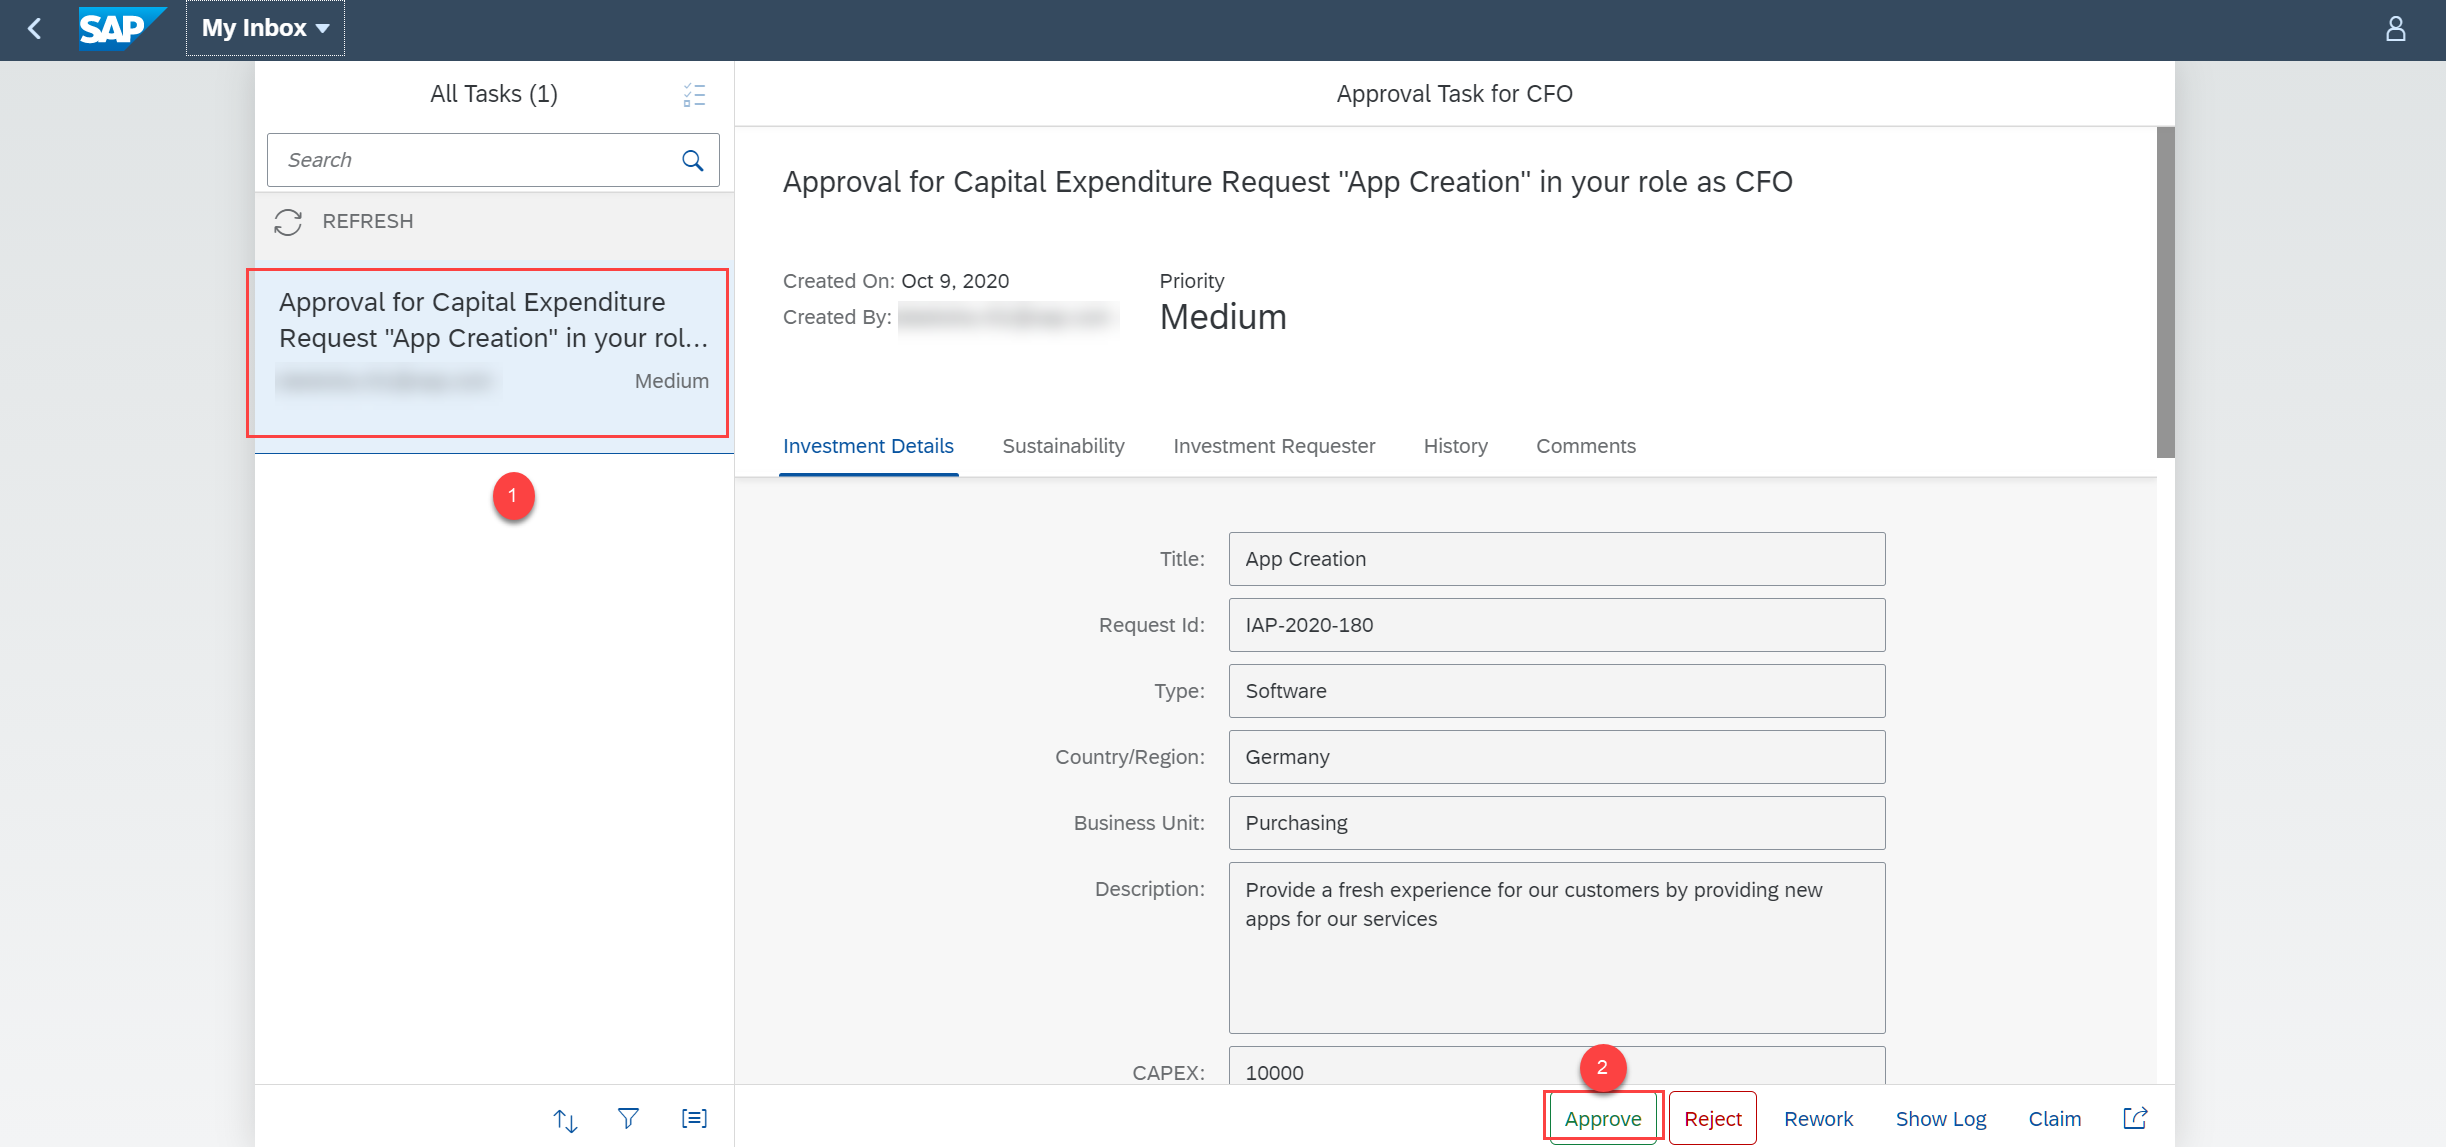 SAP
My Inbox
All Tasks (1)
Search
REFRESH
Approval for Capital Expenditure
Request "App Creation" in your rol...
Medium
1
Approval Task for CFO
Approval for Capital Expenditure Request "App Creation" in your role as CFO
Created On: Oct 9, 2020
Created By:
Priority
Medium
Investment Details
Sustainability
Investment Requester
History
Comments
Title: App Creation
Request Id: IAP-2020-180
Type: Software
Country/Region: Germany
Business Unit: Purchasing
Description: Provide a fresh experience for our customers by providing new
apps for our services
CAPEX: 10000
2
Approve
Reject
Rework
Show Log
Claim